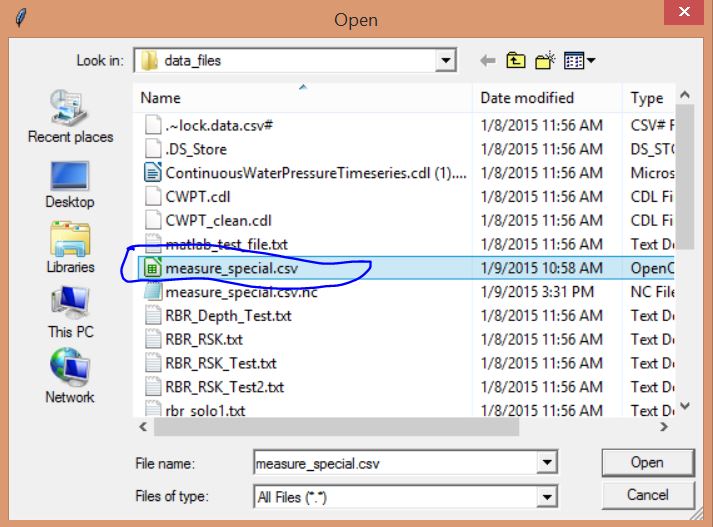 Open
Look in: data_files
Name Date modified Type
.~lock.data.csv# 1/8/2015 11:56 AM CSV# F
.DS_Store 1/8/2015 11:56 AM DS_STO
ContinuousWaterPressureTimeseries.cdl (1).... 1/8/2015 11:56 AM Micros
CWPT.cdl 1/8/2015 11:56 AM CDL Fi
CWPT_clean.cdl 1/8/2015 11:56 AM CDL Fi
matlab_test_file.txt 1/8/2015 11:56 AM Text Do
measure_special.csv 1/9/2015 10:58 AM OpenO
measure_special.csv.nc 1/9/2015 3:31 PM NC File
RBR_Depth_Test.txt 1/8/2015 11:56 AM Text Do
RBR_RSK.txt 1/8/2015 11:56 AM Text Do
RBR_RSK_Test.txt 1/8/2015 11:56 AM Text Do
RBR_RSK_Test2.txt 1/8/2015 11:56 AM Text Do
rbr_solo1.txt 1/8/2015 11:56 AM Text Do
Recent places
Desktop
Libraries
This PC
Network
File name: measure_special.csv Open
Files of type: All Files (*.*) Cancel